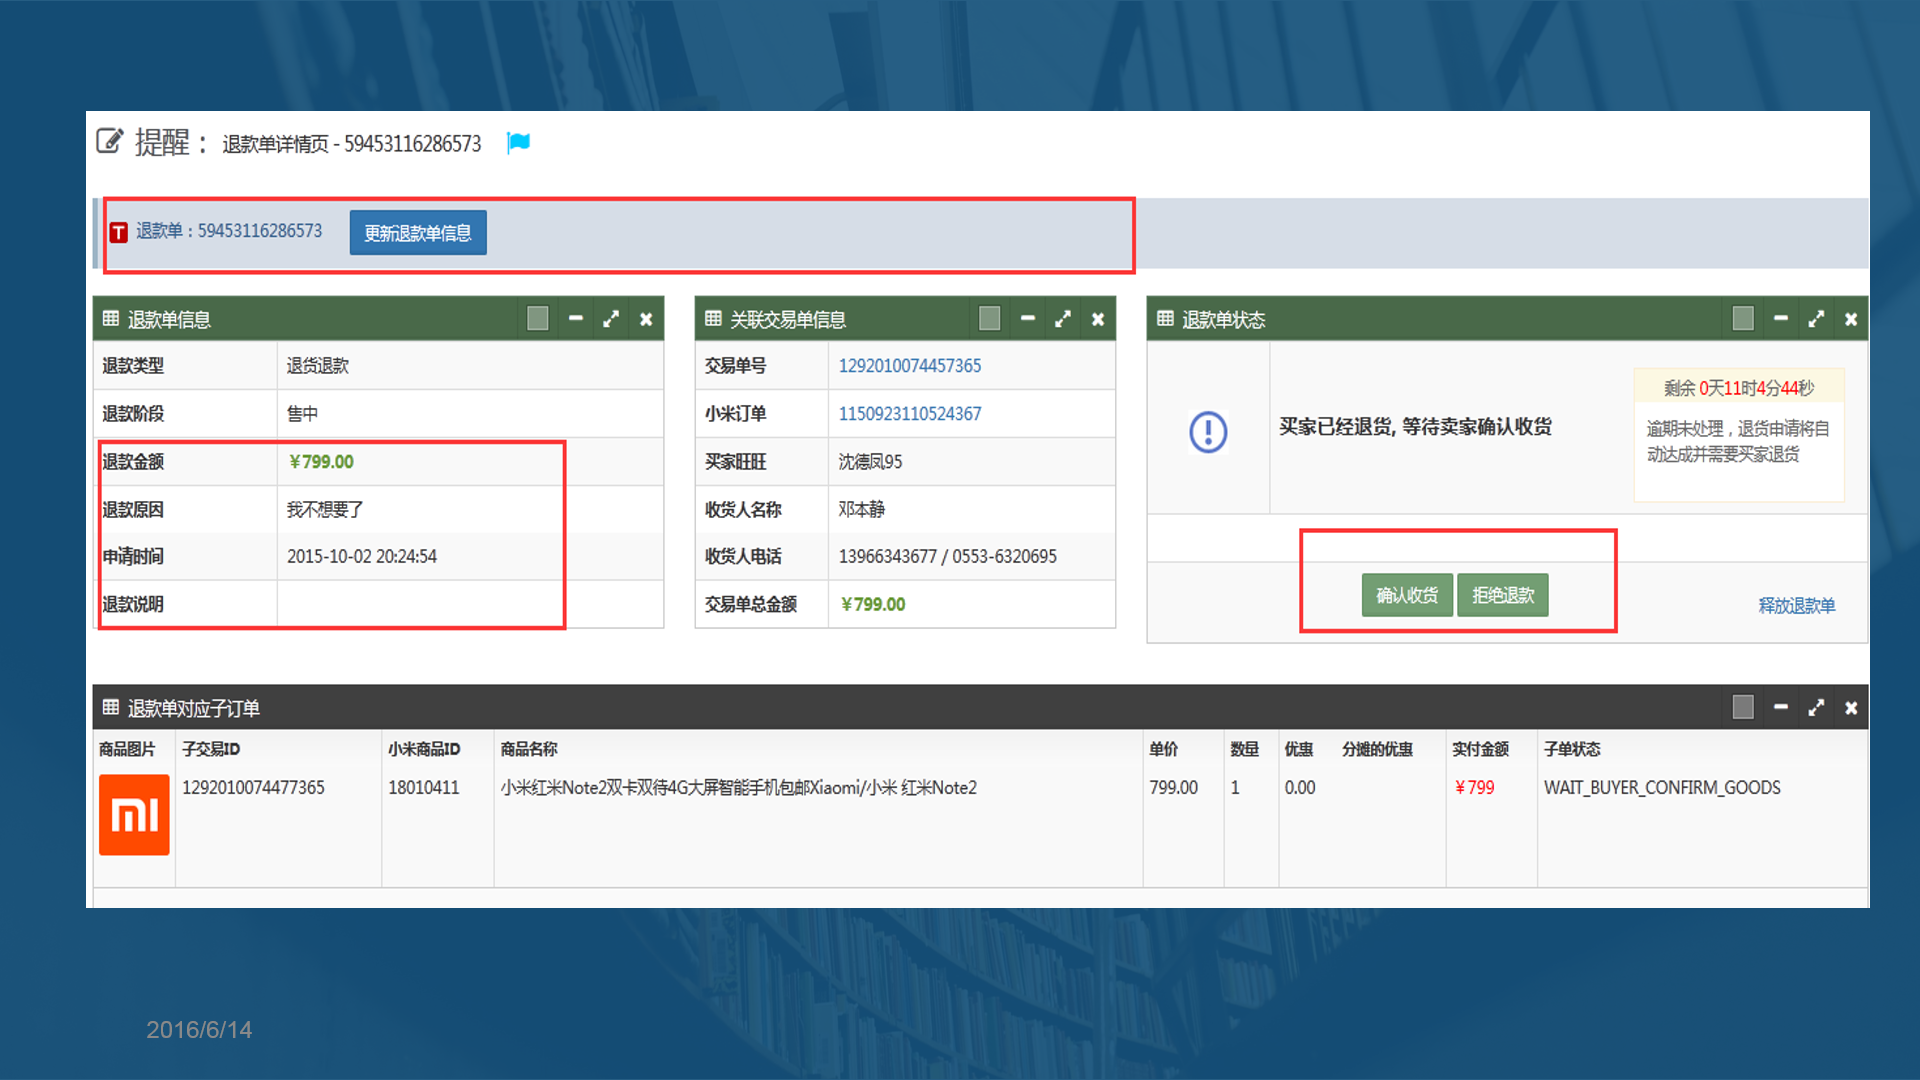 提醒： 退款单详情页 - 59453116286573
T 退款单 : 59453116286573 更新退款单信息
退款单信息
退款类型 退货退款
退款阶段 售中
退款金额 ￥799.00
退款原因 我不想要了
申请时间 2015-10-02 20:24:54
退款说明
关联交易单信息
交易单号 1292010074457365
小米订单 1150923110524367
买家旺旺 沈德凤95
收货人名称 邓本静
收货人电话 13966343677 / 0553-6320695
交易单总金额 ￥799.00
退款单状态
买家已经退货, 等待卖家确认收货
剩余 0天11时4分44秒
逾期未处理，退货申请将自
动达成并需要买家退货
确认收货 拒绝退款
释放退款单
退款单对应子订单
商品图片 子交易ID 小米商品ID 商品名称 单价 数量 优惠 分摊的优惠 实付金额 子单状态
mi 1292010074477365 18010411 小米红米Note2双卡双待4G大屏智能手机包邮Xiaomi/小米 红米Note2 799.00 1 0.00 ￥799 WAIT_BUYER_CONFIRM_GOODS
2016/6/14